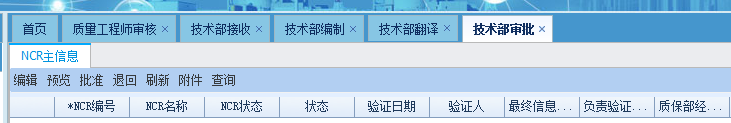 首页 质量工程师审核 × 技术部接收 × 技术部编制 × 技术部翻译 × 技术部审批 ×
NCR主信息
编辑 预览 批准 退回 刷新 附件 查询
*NCR编号 NCR名称 NCR状态 状态 验证日期 验证人 最终信息... 负责验证... 质保部经...